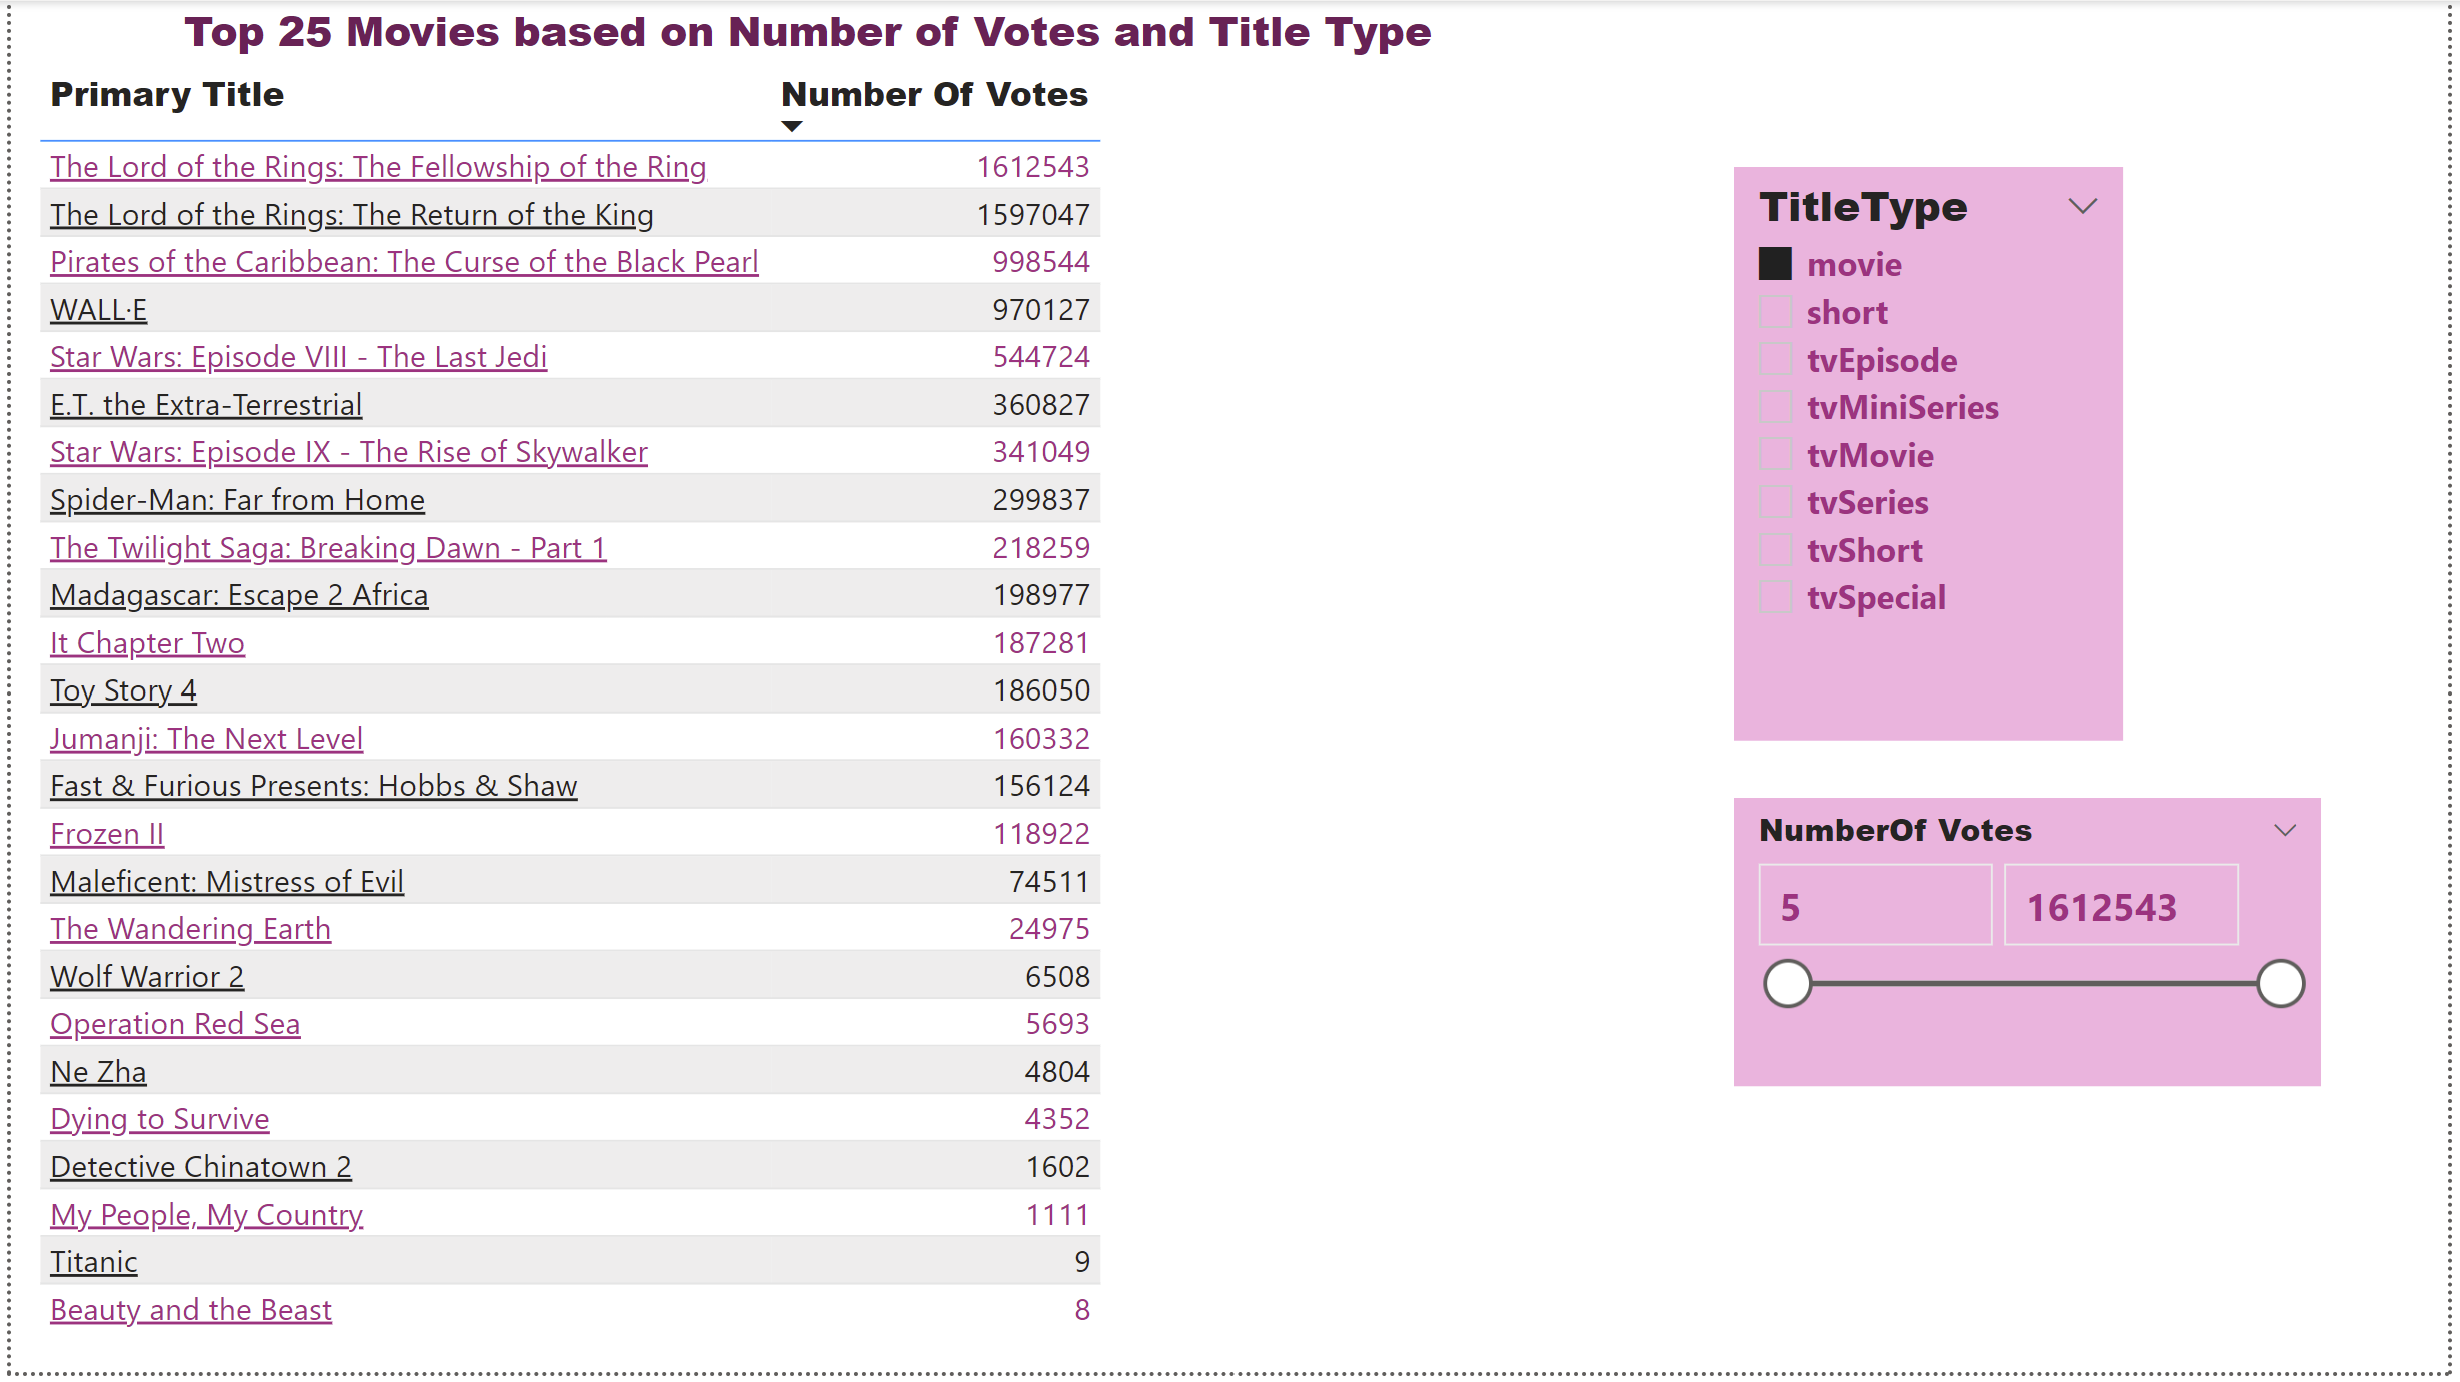 Top 25 Movies based on Number of Votes and Title Type
Primary Title Number Of Votes
The Lord of the Rings: The Fellowship of the Ring 1612543
The Lord of the Rings: The Return of the King 1597047
Pirates of the Caribbean: The Curse of the Black Pearl 998544
WALL·E 970127
Star Wars: Episode VIII - The Last Jedi 544724
E.T. the Extra-Terrestrial 360827
Star Wars: Episode IX - The Rise of Skywalker 341049
Spider-Man: Far from Home 299837
The Twilight Saga: Breaking Dawn - Part 1 218259
Madagascar: Escape 2 Africa 198977
It Chapter Two 187281
Toy Story 4 186050
Jumanji: The Next Level 160332
Fast & Furious Presents: Hobbs & Shaw 156124
Frozen II 118922
Maleficent: Mistress of Evil 74511
The Wandering Earth 24975
Wolf Warrior 2 6508
Operation Red Sea 5693
Ne Zha 4804
Dying to Survive 4352
Detective Chinatown 2 1602
My People, My Country 1111
Titanic 9
Beauty and the Beast 8
TitleType
movie
short
tvEpisode
tvMiniSeries
tvMovie
tvSeries
tvShort
tvSpecial
NumberOf Votes
5 1612543